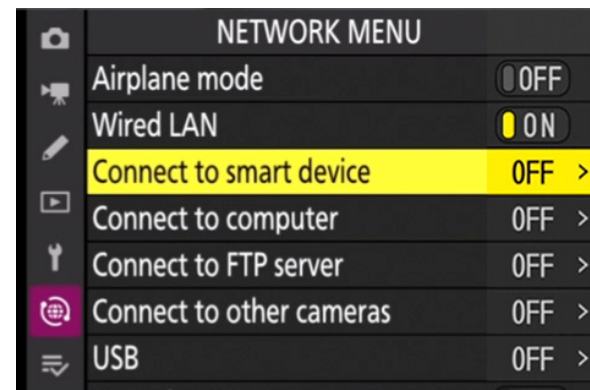 NETWORK MENU
Airplane mode OFF
Wired LAN ON
Connect to smart device OFF >
Connect to computer OFF >
Connect to FTP server OFF >
Connect to other cameras OFF >
USB OFF >